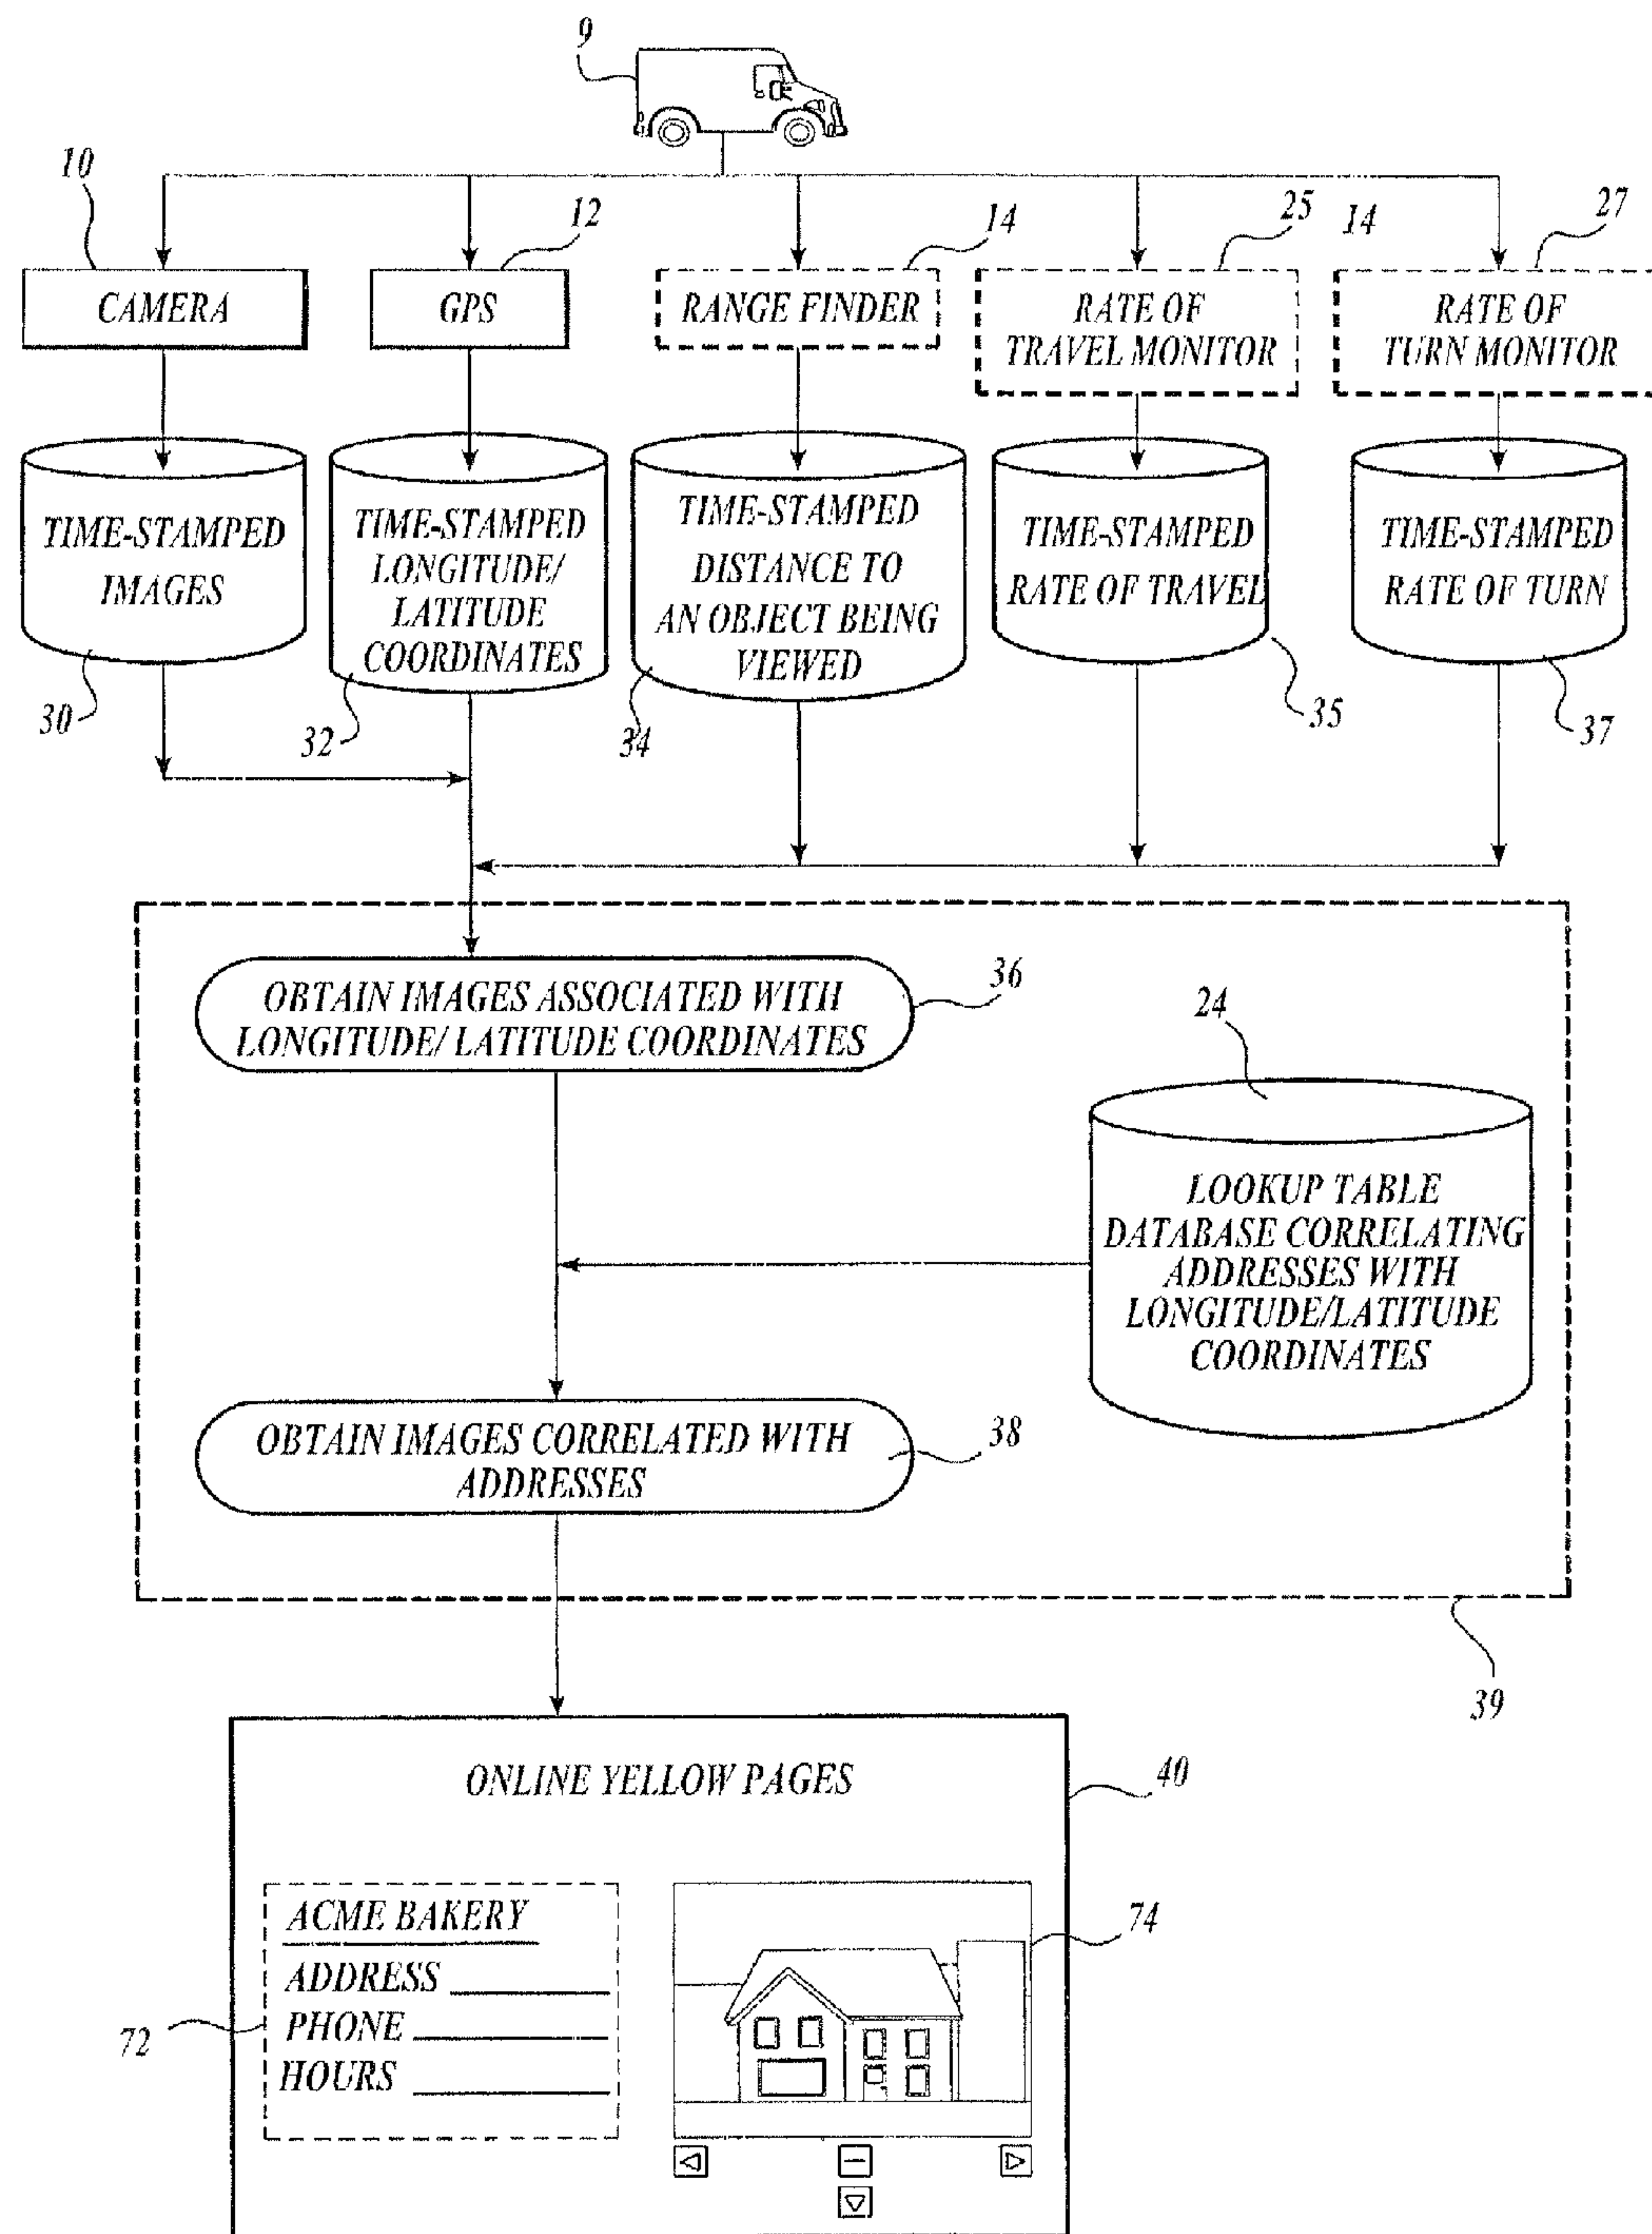 9
10
12
14
25
14
27
CAMERA
GPS
RANGE FINDER
RATE OF
TRAVEL MONITOR
RATE OF
TURN MONITOR
TIME-STAMPED
IMAGES
TIME-STAMPED
LONGITUDE/
LATITUDE
COORDINATES
TIME-STAMPED
DISTANCE TO
AN OBJECT BEING
VIEWED
TIME-STAMPED
RATE OF TRAVEL
TIME-STAMPED
RATE OF TURN
30
32
34
35
37
OBTAIN IMAGES ASSOCIATED WITH
LONGITUDE/ LATITUDE COORDINATES
36
24
LOOKUP TABLE
DATABASE CORRELATING
ADDRESSES WITH
LONGITUDE/LATITUDE
COORDINATES
OBTAIN IMAGES CORRELATED WITH
ADDRESSES
38
39
ONLINE YELLOW PAGES
40
ACME BAKERY
ADDRESS
PHONE
HOURS
72
74